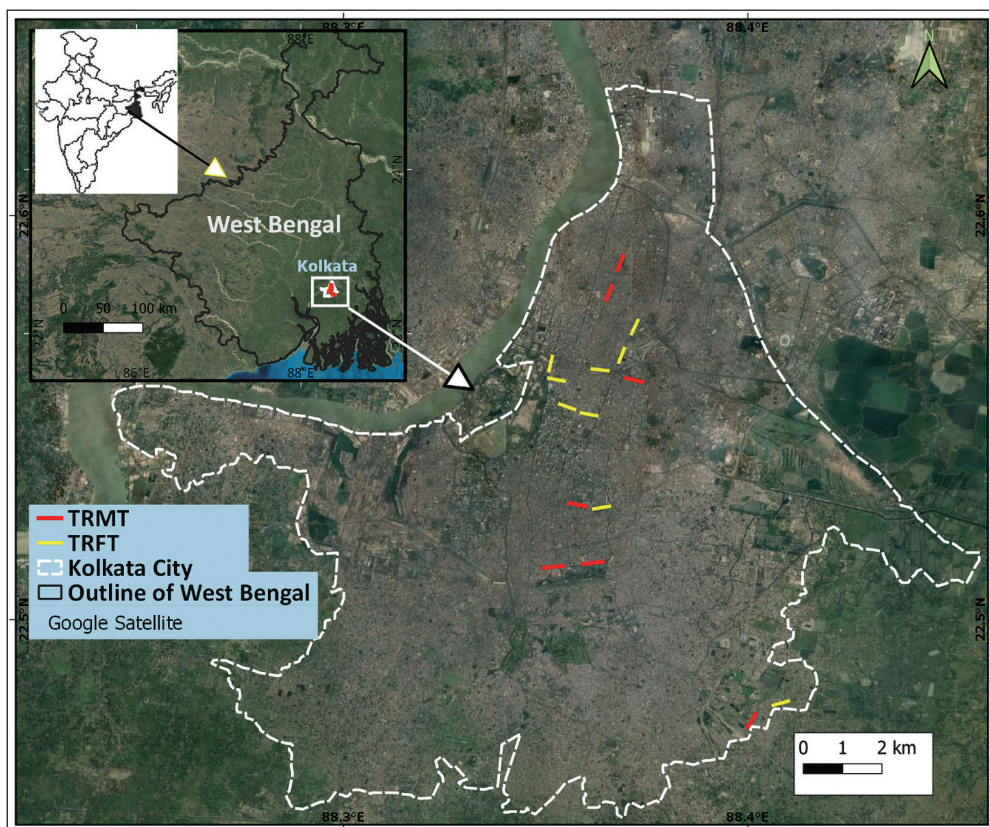 88.3°E
88.4°E
N
88°E
24°N
22.6°N
22.6°N
West Bengal
Kolkata
0 50 100 km
22°N
22°N
86°E
88°E
TRMT
TRFT
Kolkata City
Outline of West Bengal
Google Satellite
22.5°N
22.5°N
0 1 2 km
88.3°E
88.4°E